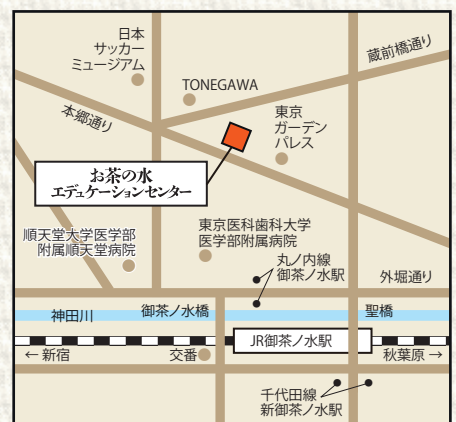 日本
サッカー
ミュージアム
蔵前橋通り
TONEGAWA
本郷通り
東京
ガーデン
パレス
お茶の水
エデュケーションセンター
順天堂大学医学部
附属順天堂病院
東京医科歯科大学
医学部附属病院
丸ノ内線
御茶ノ水駅
外堀通り
神田川
御茶ノ水橋
聖橋
JR御茶ノ水駅
← 新宿
交番
秋葉原 →
千代田線
新御茶ノ水駅